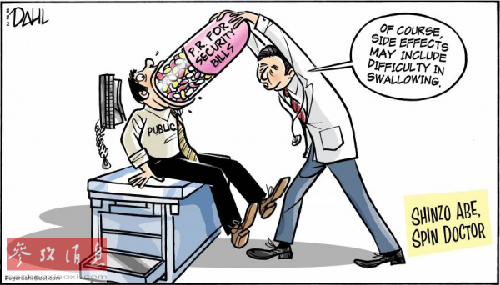 DAHL
P.R. FOR
SECURITY
BILLS
OF COURSE,
SIDE EFFECTS
MAY INCLUDE
DIFFICULTY IN
SWALLOWING.
PUBLIC
SHINZO ABE,
SPIN DOCTOR
参考消息